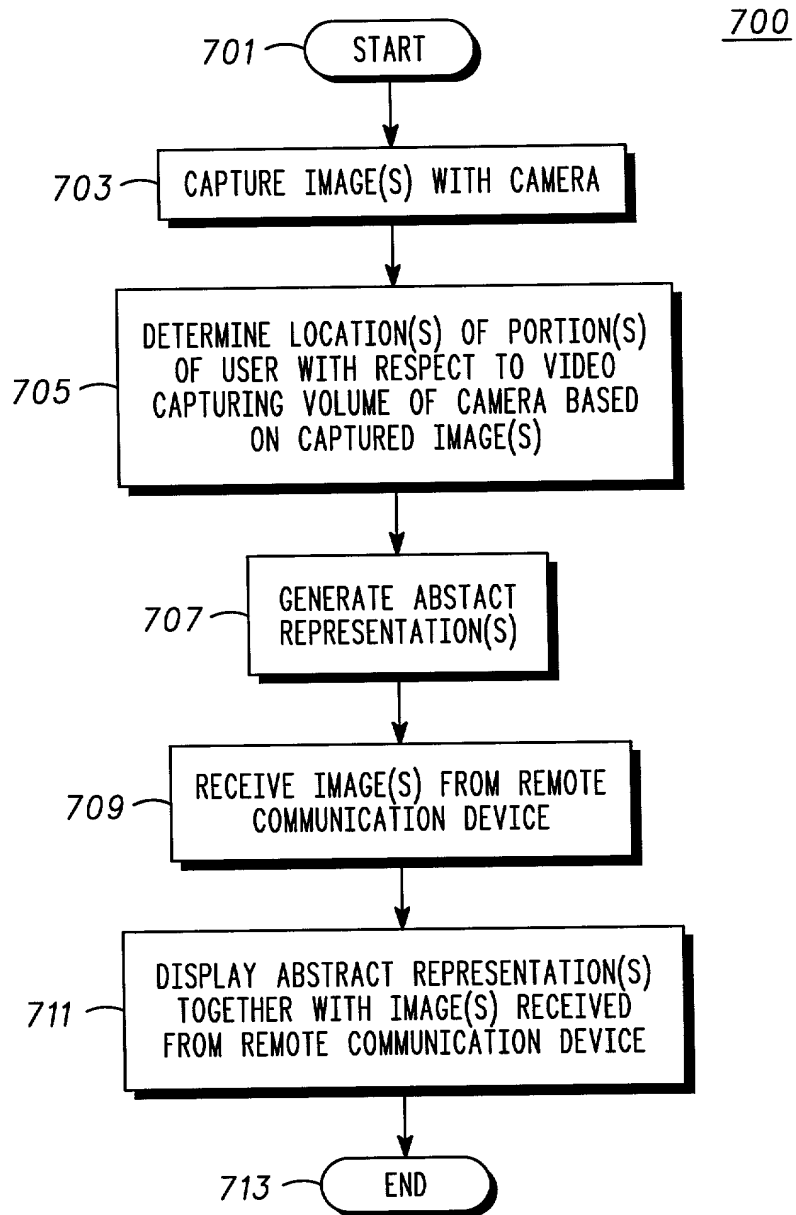 700
701
START
703
CAPTURE IMAGE(S) WITH CAMERA
705
DETERMINE LOCATION(S) OF PORTION(S)
OF USER WITH RESPECT TO VIDEO
CAPTURING VOLUME OF CAMERA BASED
ON CAPTURED IMAGE(S)
707
GENERATE ABSTACT
REPRESENTATION(S)
709
RECEIVE IMAGE(S) FROM REMOTE
COMMUNICATION DEVICE
711
DISPLAY ABSTRACT REPRESENTATION(S)
TOGETHER WITH IMAGE(S) RECEIVED
FROM REMOTE COMMUNICATION DEVICE
713
END